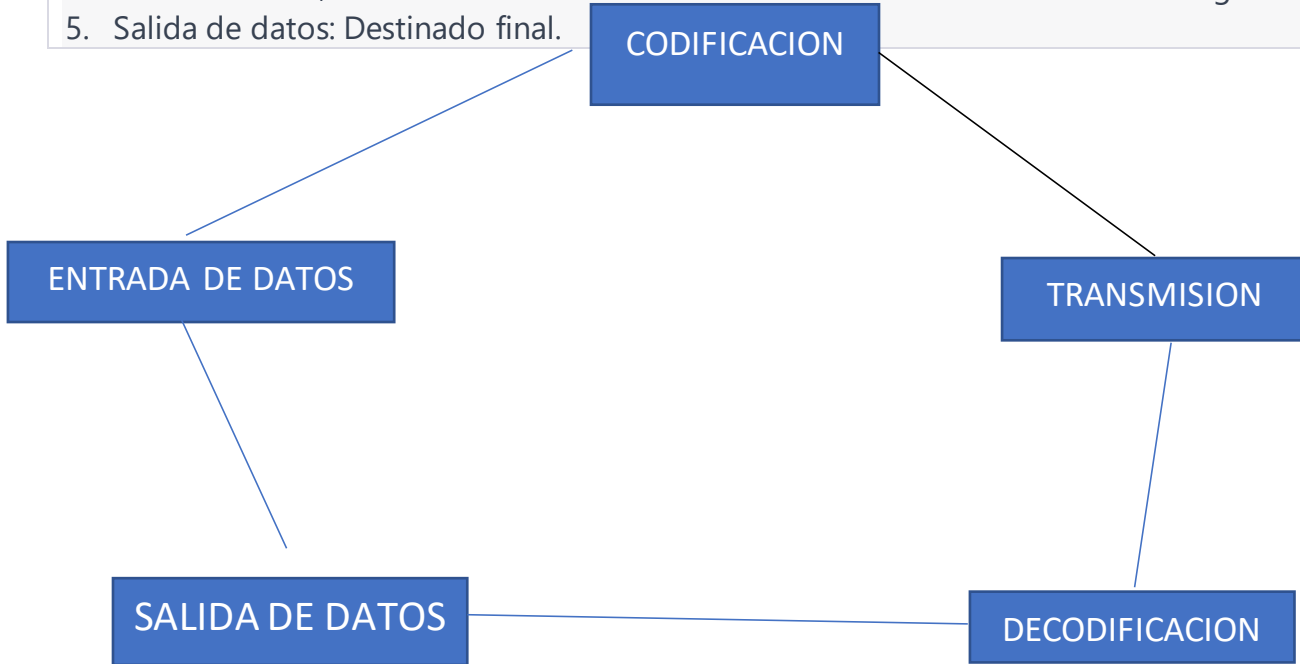 5. Salida de datos: Destinado final.
CODIFICACION
ENTRADA DE DATOS
TRANSMISION
SALIDA DE DATOS
DECODIFICACION